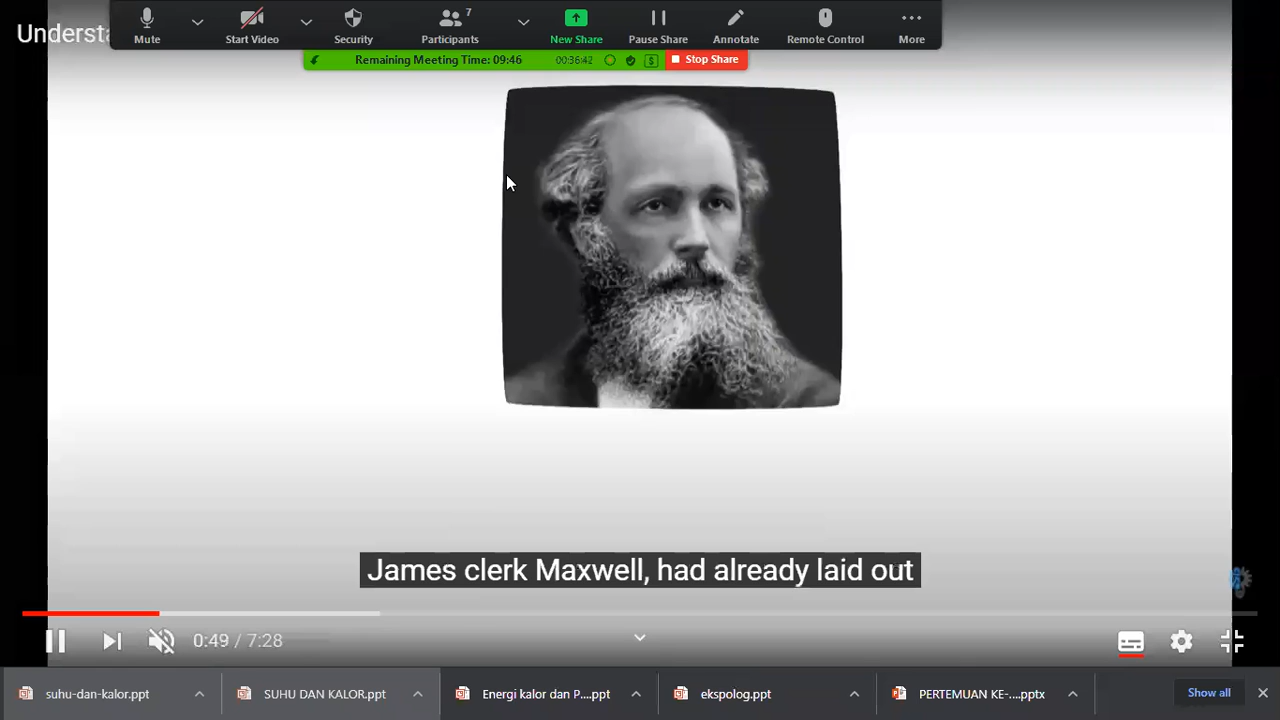 Understa
7
Mute
Start Video
Security
Participants
New Share
Pause Share
Annotate
Remote Control
More
Remaining Meeting Time: 09:46
00:36:42
$
Stop Share
James clerk Maxwell, had already laid out
0:49 / 7:28
suhu-dan-kalor.ppt
SUHU DAN KALOR.ppt
Energi kalor dan P....ppt
ekspolog.ppt
PERTEMUAN KE-....pptx
Show all